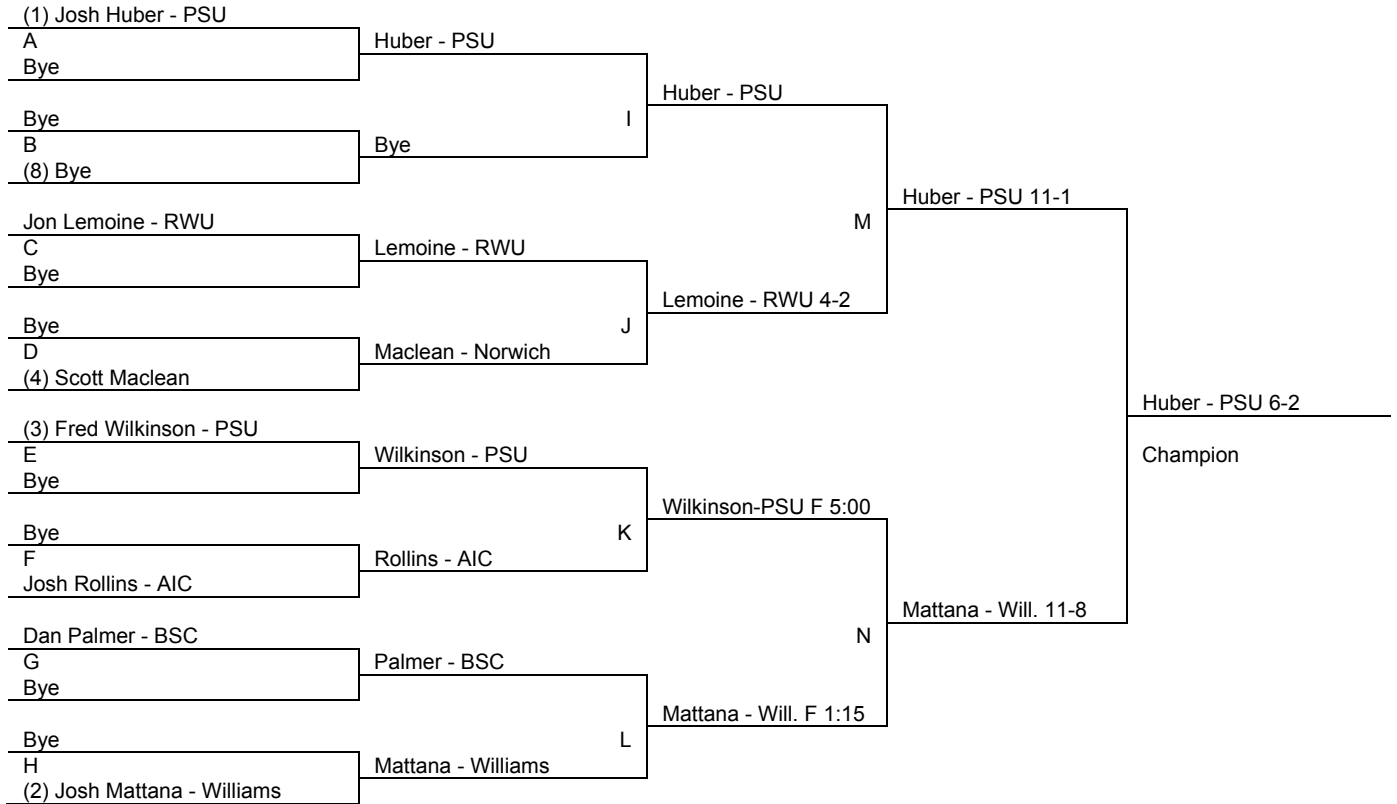 (1) Josh Huber - PSU
A
Huber - PSU
Bye
Huber - PSU
Bye
I
B
Bye
(8) Bye
Huber - PSU 11-1
Jon Lemoine - RWU
M
C
Lemoine - RWU
Bye
Lemoine - RWU 4-2
Bye
J
D
Maclean - Norwich
(4) Scott Maclean
Huber - PSU 6-2
(3) Fred Wilkinson - PSU
E
Wilkinson - PSU
Champion
Bye
Wilkinson-PSU F 5:00
Bye
K
F
Rollins - AIC
Josh Rollins - AIC
Mattana - Will. 11-8
Dan Palmer - BSC
N
G
Palmer - BSC
Bye
Mattana - Will. F 1:15
Bye
L
H
Mattana - Williams
(2) Josh Mattana - Williams